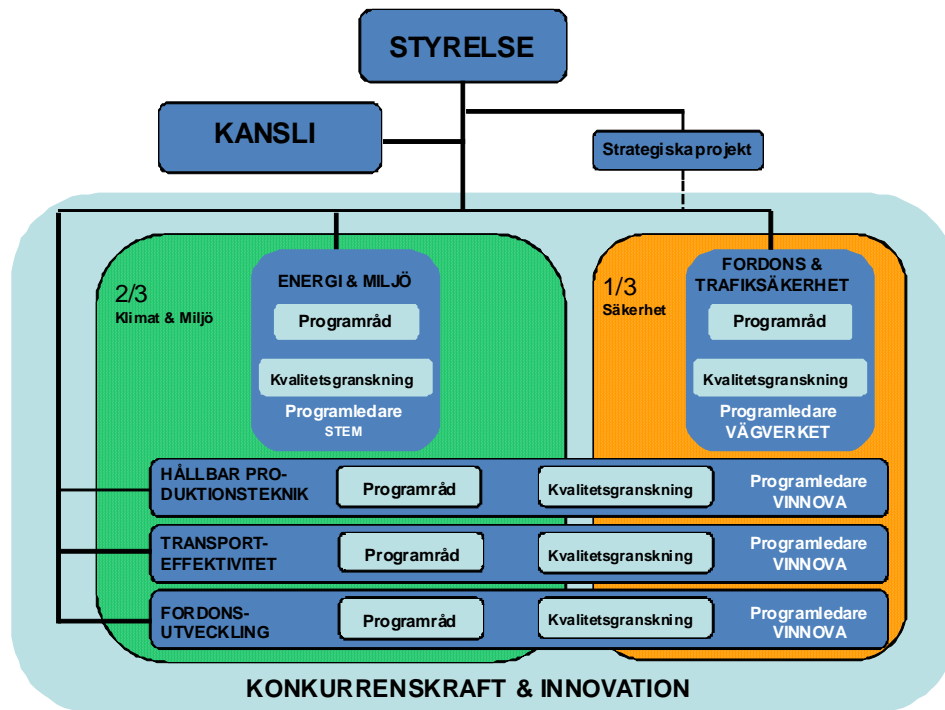 STYRELSE
KANSLI
Strategiska projekt
2/3
Klimat & Miljö
ENERGI & MILJÖ
Programråd
Kvalitetsgranskning
Programledare
STEM
1/3
Säkerhet
FORDONS &
TRAFIKSÄKERHET
Programråd
Kvalitetsgranskning
Programledare
VÄGVERKET
HÅLLBAR PRO-
DUKTIONSTEKNIK
Programråd
Kvalitetsgranskning
Programledare
VINNOVA
TRANSPORT-
EFFEKTIVITET
Programråd
Kvalitetsgranskning
Programledare
VINNOVA
FORDONS-
UTVECKLING
Programråd
Kvalitetsgranskning
Programledare
VINNOVA
KONKURRENSKRAFT & INNOVATION